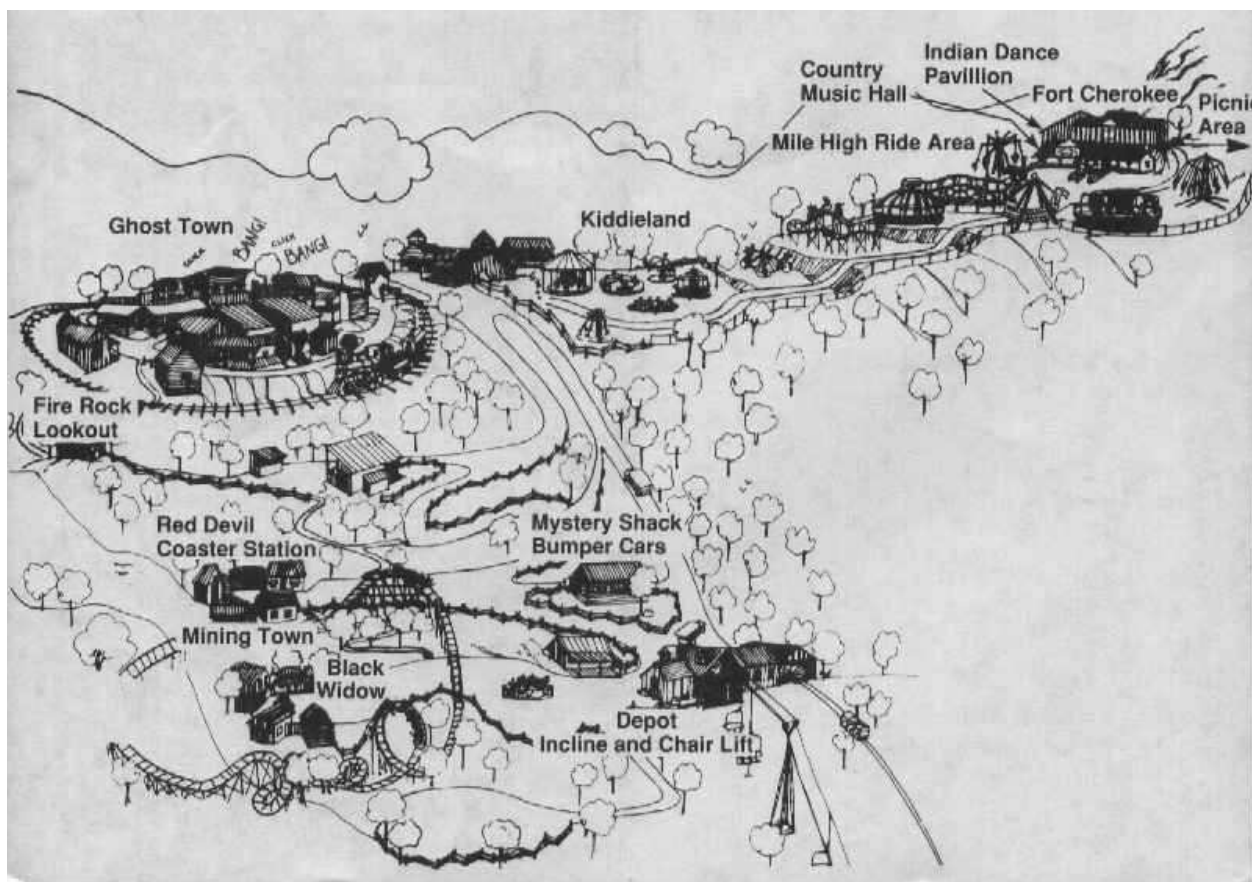 Indian Dance
Pavillion
Country
Music Hall
Fort Cherokee
Picnic
Area
Mile High Ride Area
Ghost Town
BANG!
CLICK
BANG!
Kiddieland
Fire Rock
Lookout
Red Devil
Coaster Station
Mystery Shack
Bumper Cars
Mining Town
Black
Widow
Depot
Incline and Chair Lift